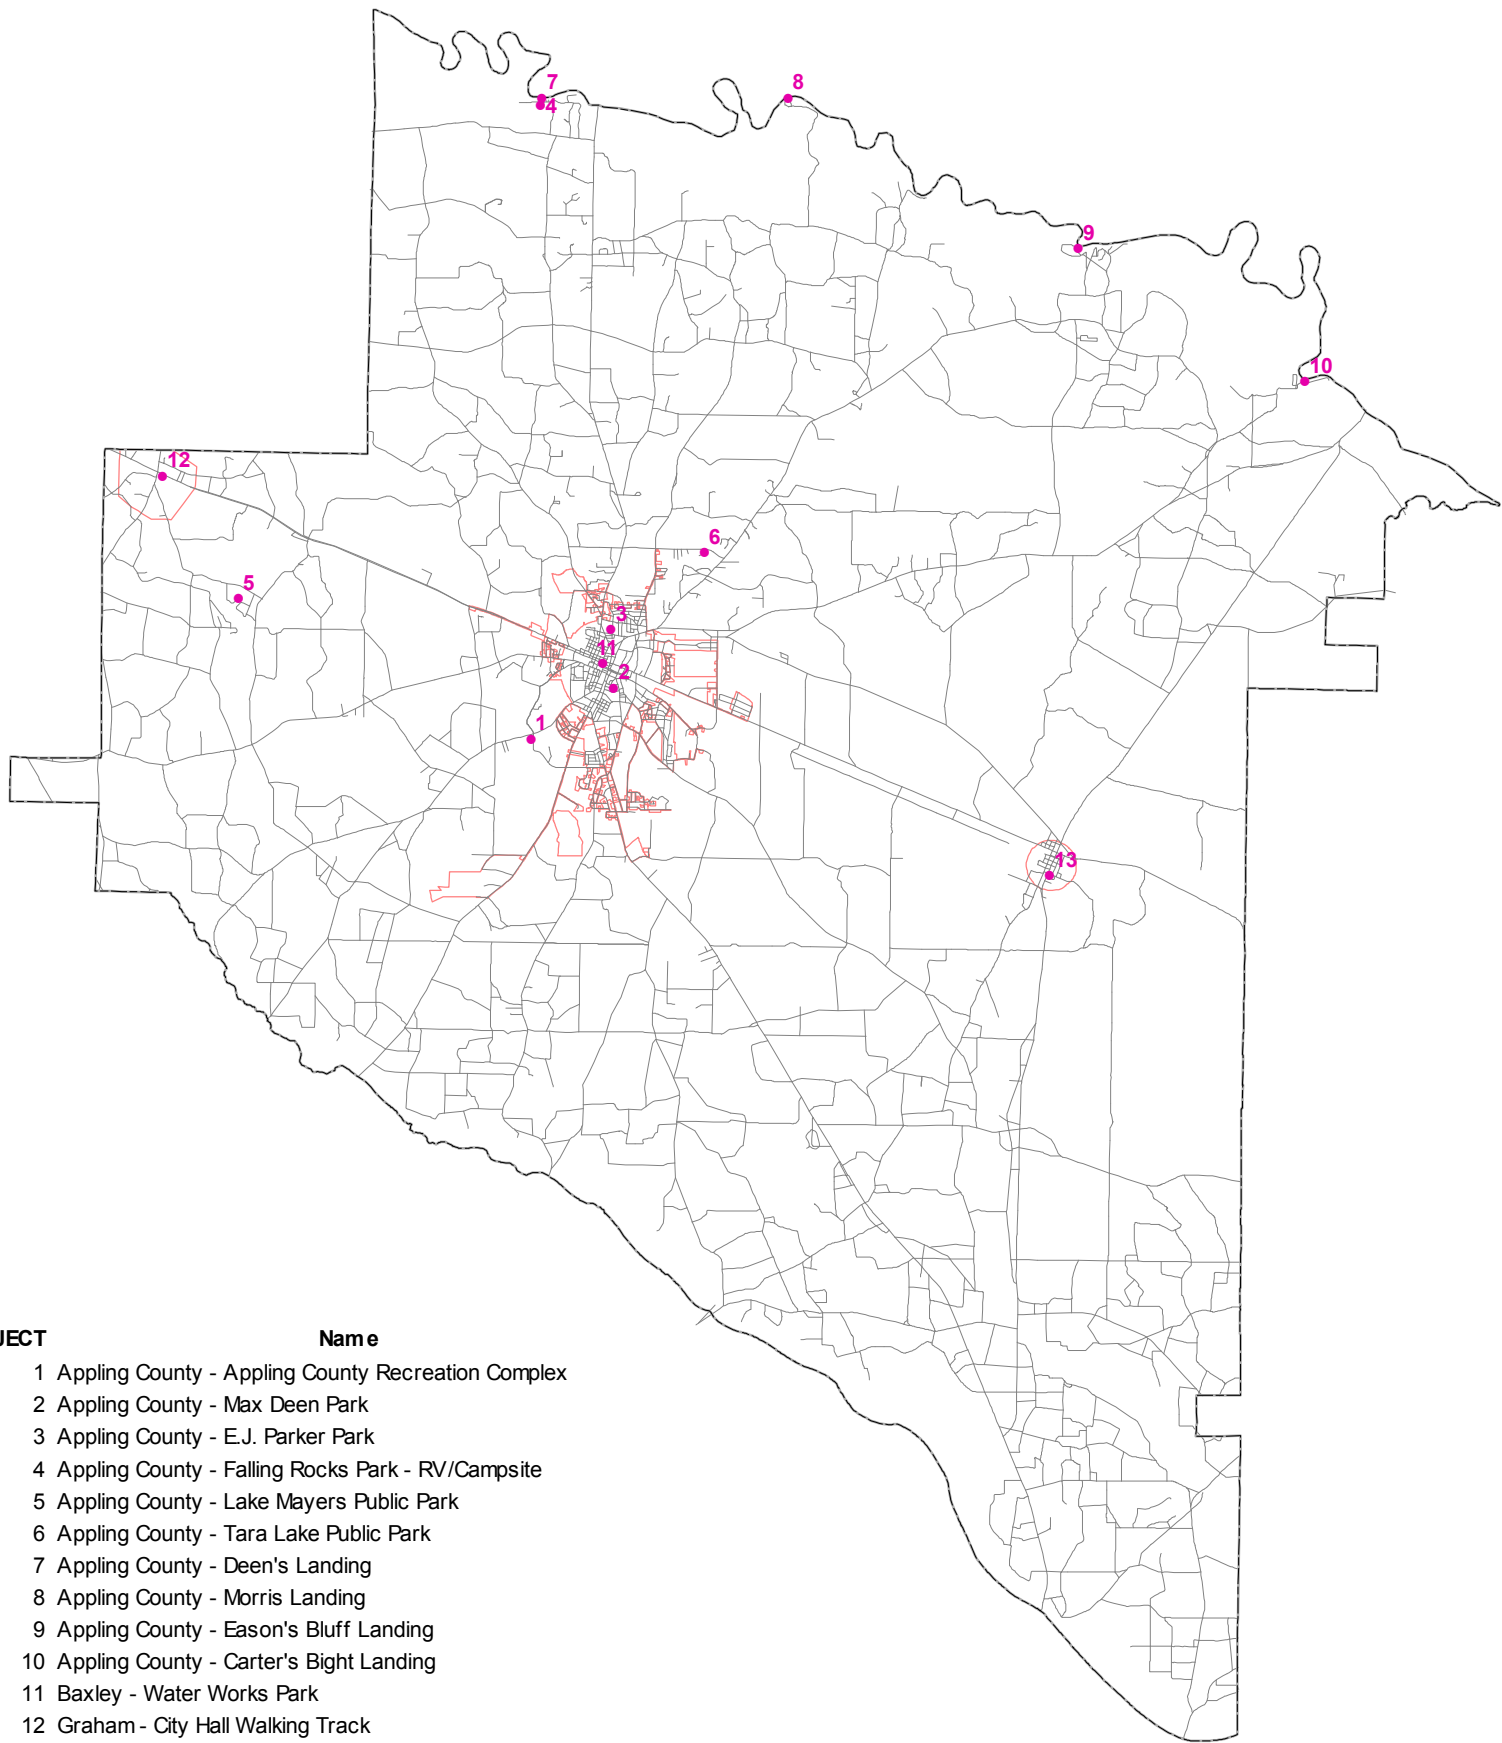 7
8
4
9
10
12
6
5
3
11
2
1
13
JECT Name
1 Appling County - Appling County Recreation Complex
2 Appling County - Max Deen Park
3 Appling County - E.J. Parker Park
4 Appling County - Falling Rocks Park - RV/Campsite
5 Appling County - Lake Mayers Public Park
6 Appling County - Tara Lake Public Park
7 Appling County - Deen's Landing
8 Appling County - Morris Landing
9 Appling County - Eason's Bluff Landing
10 Appling County - Carter's Bight Landing
11 Baxley - Water Works Park
12 Graham - City Hall Walking Track